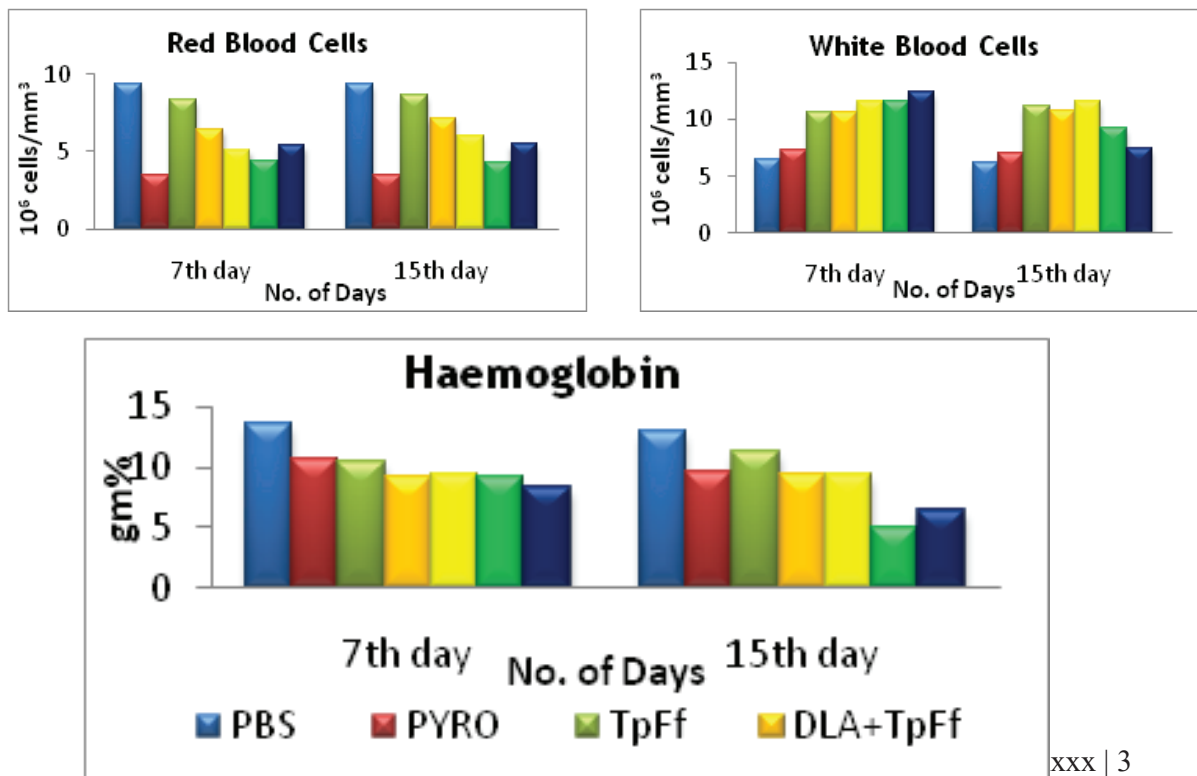 Red Blood Cells
10
5
0
10⁶ cells/mm³
7th day 15th day
No. of Days
White Blood Cells
15
10
5
0
10⁶ cells/mm³
7th day 15th day
No. of Days
Haemoglobin
15
10
5
0
gm%
7th day 15th day
No. of Days
PBS PYRO TpFf DLA+TpFf
xxx | 3